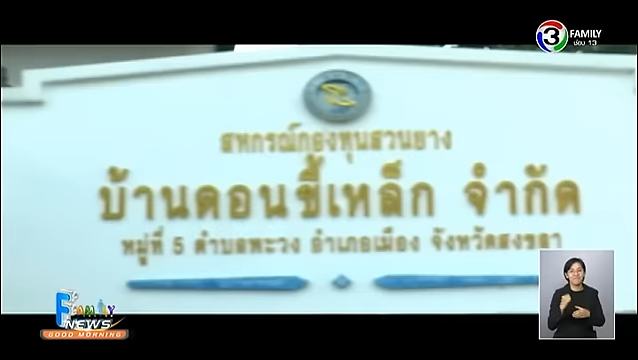 3 FAMILY
ช่อง 13
สหกรณ์กองทุนสวนยาง
บ้านดอนขี้เหล็ก จำกัด
หมู่ที่ 5 ตำบลพะวง อำเภอเมือง จังหวัดสงขลา
FAMILY
NEWS
GOOD MORNING